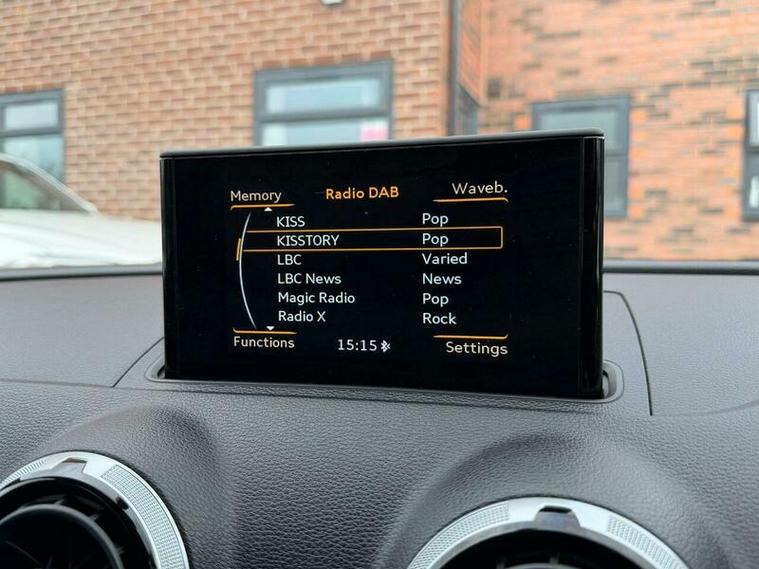 Memory Radio DAB Waveb.
KISS Pop
KISSTORY Pop
LBC Varied
LBC News News
Magic Radio Pop
Radio X Rock
Functions 15:15 Settings